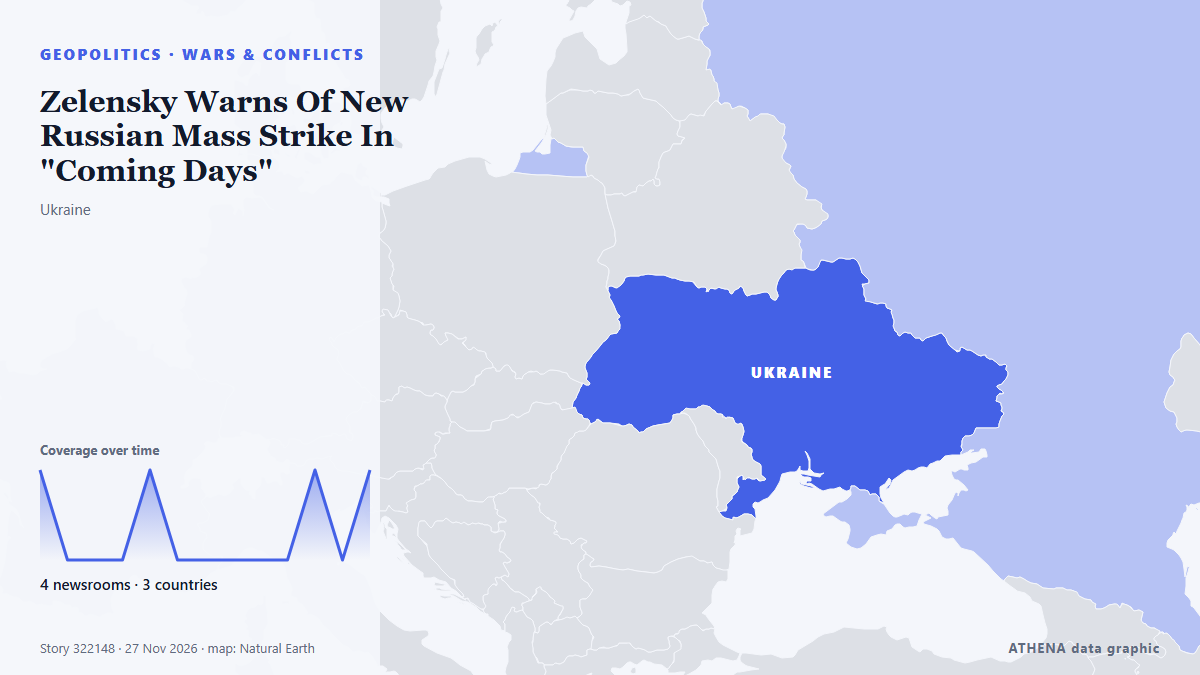 GEOPOLITICS · WARS & CONFLICTS
Zelensky Warns Of New
Russian Mass Strike In
"Coming Days"
Ukraine
UKRAINE
Coverage over time
4 newsrooms · 3 countries
Story 322148 · 27 Nov 2026 · map: Natural Earth
ATHENA data graphic